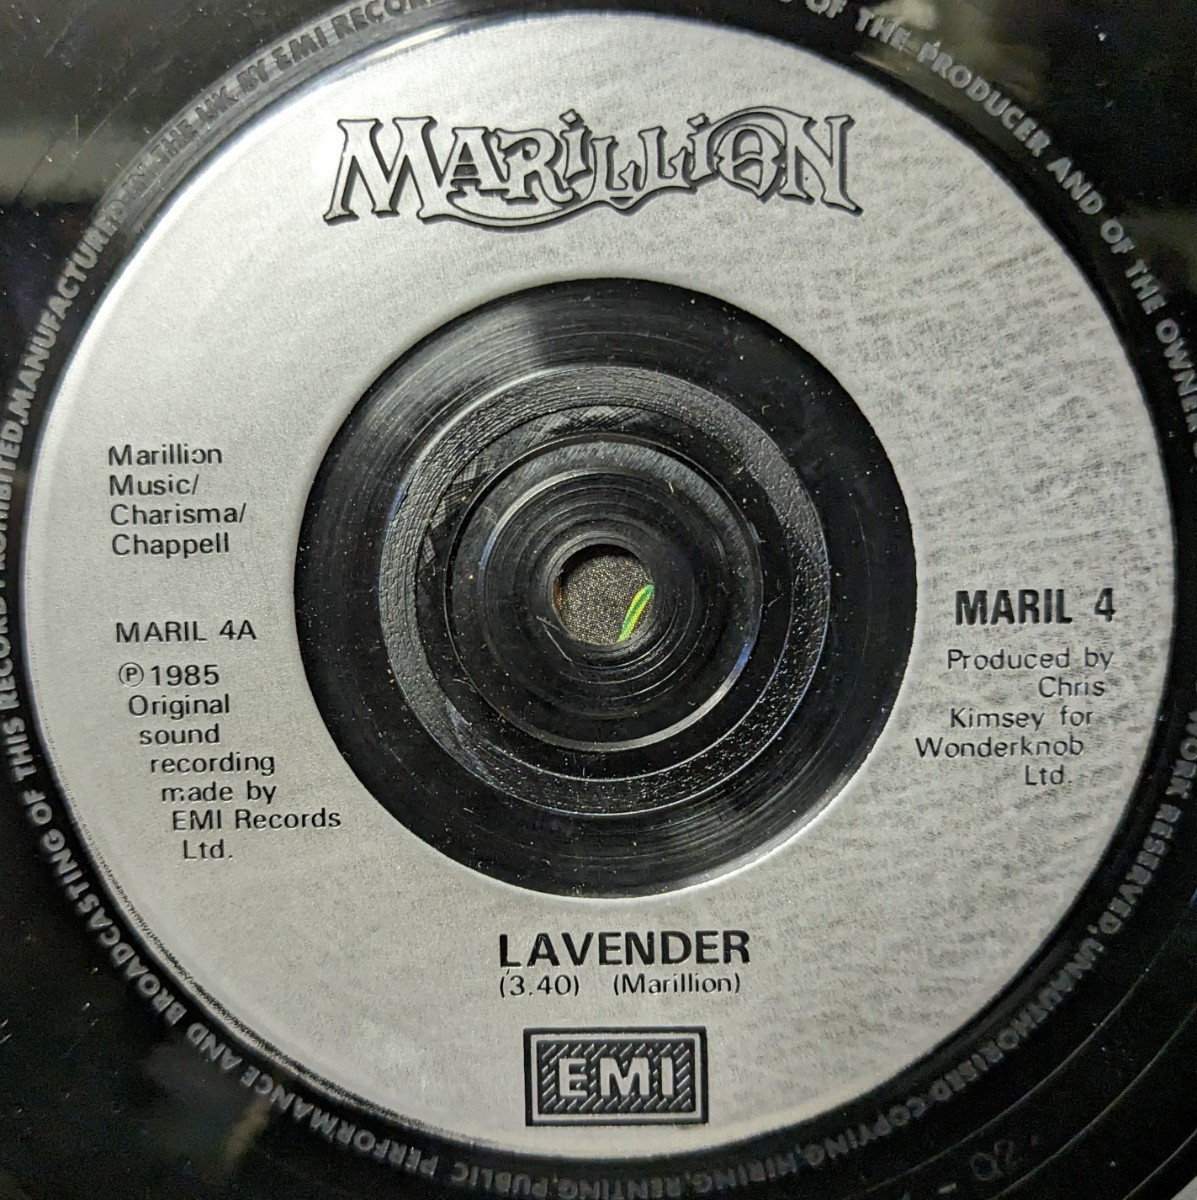 MARILLION
Marillion
Music/
Charisma/
Chappell
MARIL 4A
℗1985
Original
sound
recording
made by
EMI Records
Ltd.
MARIL 4
Produced by
Chris
Kimsey for
Wonderknob
Ltd.
LAVENDER
(3.40) (Marillion)
EMI
OF THE PRODUCER AND OF THE OWNER
WORK RESERVED. UNAUTHORISED COPYING, HIRING, RENTING, PUBLIC PERFORMANCE AND BROADCASTING OF THIS RECORD PROHIBITED. MANUFACTURED IN THE UK BY EMI RECORDS